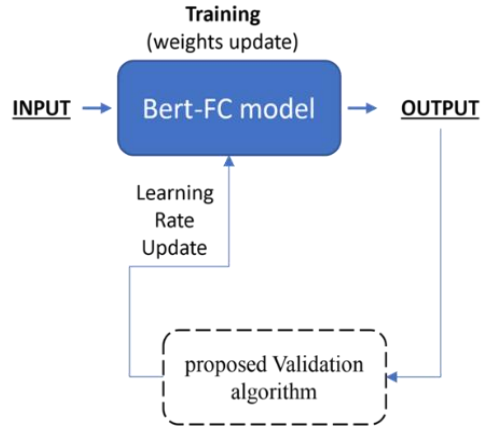 Training
(weights update)
INPUT
Bert-FC model
OUTPUT
Learning
Rate
Update
proposed Validation
algorithm